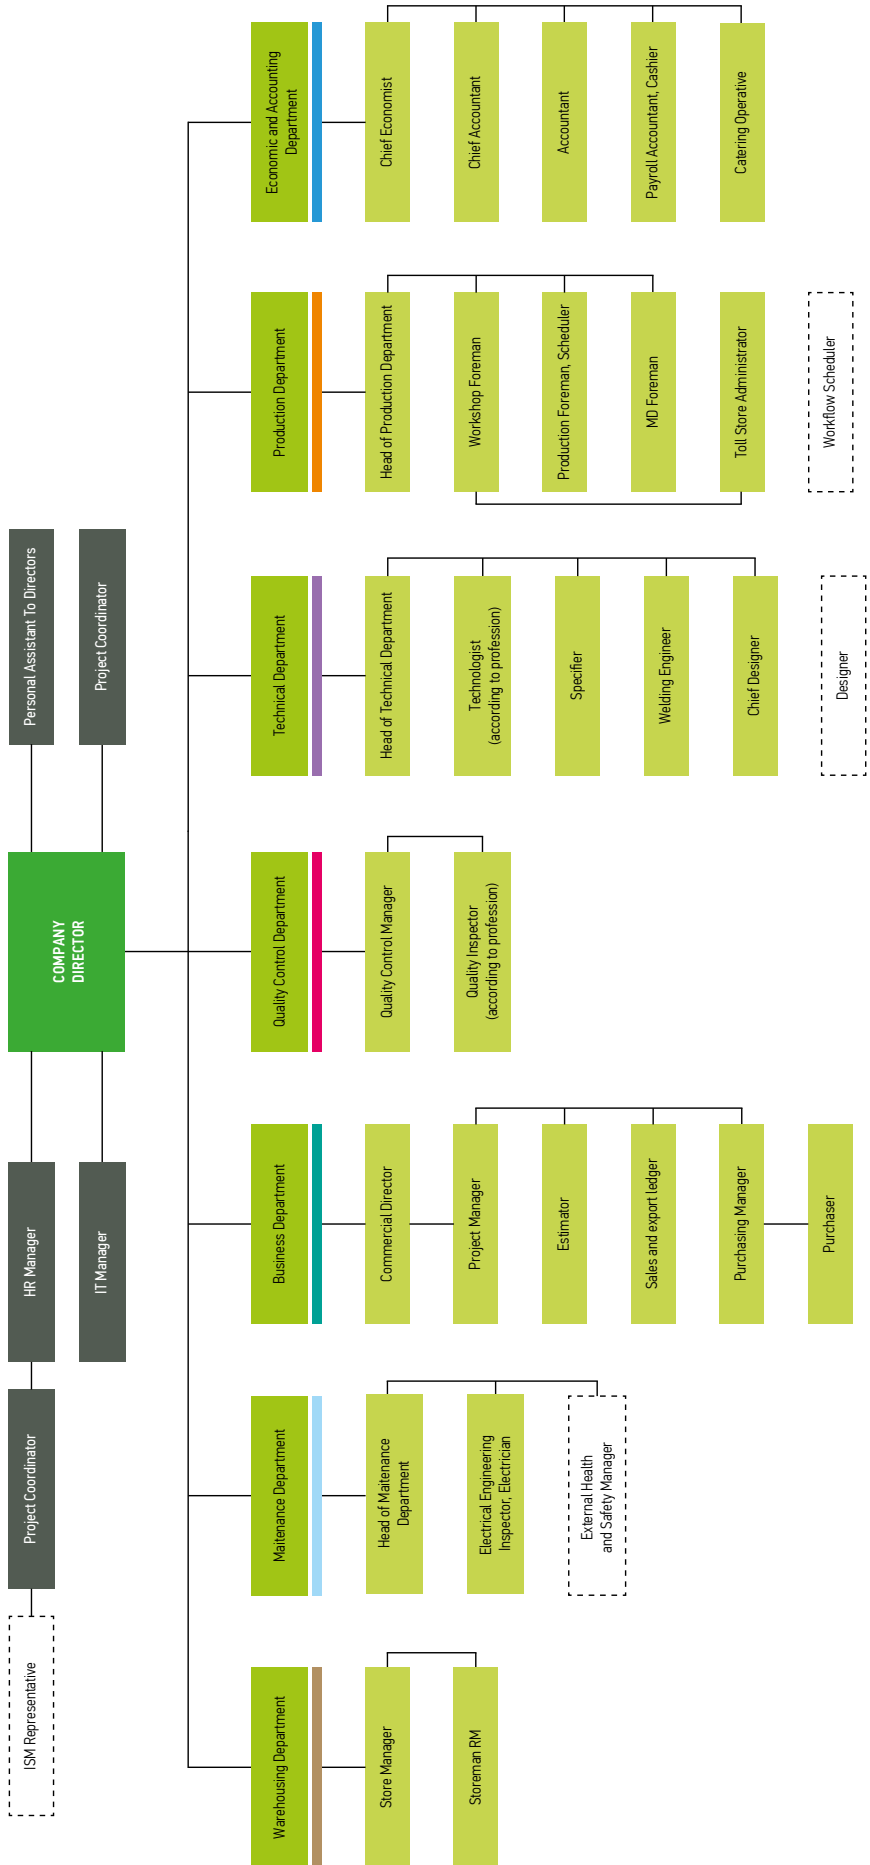 ISM Representative
Project Coordinator
HR Manager
IT Manager
COMPANY
DIRECTOR
Personal Assistant To Directors
Project Coordinator
Warehousing Department
Store Manager
Storeman RM
Maitenance Department
Head of Maitenance
Department
Electrical Engineering
Inspector, Electrician
External Health
and Safety Manager
Business Department
Commercial Director
Project Manager
Estimator
Sales and export ledger
Purchasing Manager
Purchaser
Quality Control Department
Quality Control Manager
Quality Inspector
(according to profession)
Technical Department
Head of Technical Department
Technologist
(according to profession)
Specifier
Welding Engineer
Chief Designer
Designer
Production Department
Head of Production Department
Workshop Foreman
Production Foreman, Scheduler
MD Foreman
Toll Store Administrator
Workflow Scheduler
Economic and Accounting
Department
Chief Economist
Chief Accountant
Accountant
Payroll Accountant, Cashier
Catering Operative